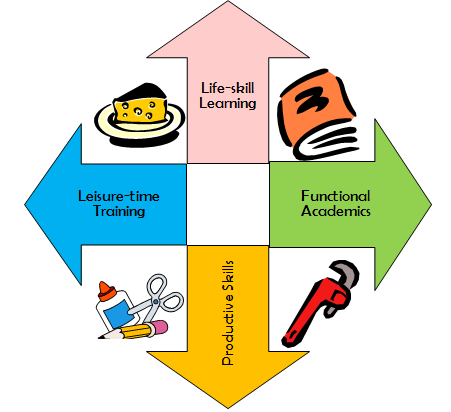 Life-skill
Learning
Leisure-time
Training
Functional
Academics
Productive Skills